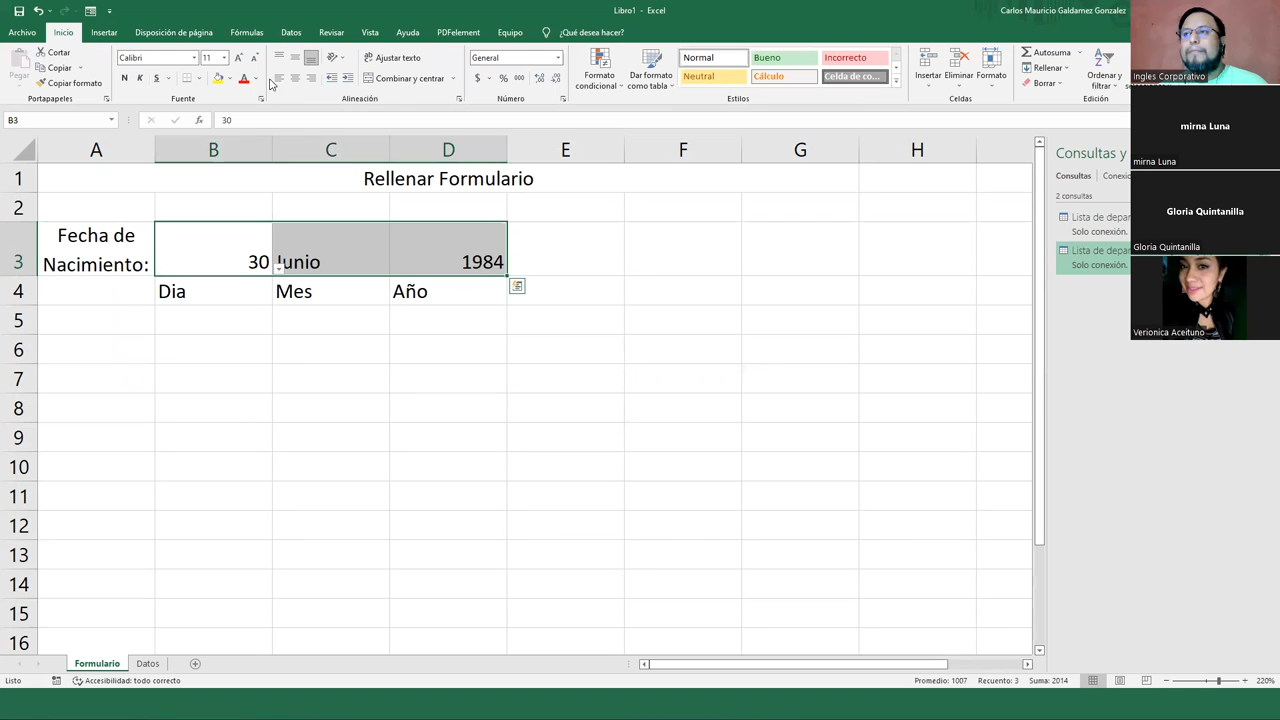 Libro1 - Excel
Carlos Mauricio Galdamez Gonzalez
Archivo Inicio Insertar Disposición de página Fórmulas Datos Revisar Vista Ayuda PDFelement Equipo ¿Qué desea hacer?
Cortar
Copiar
Copiar formato
Pegar
Portapapeles
Calibri 11
N K S
Fuente
Ajustar texto
Combinar y centrar
Alineación
General
$ % 000
Número
Formato condicional
Dar formato como tabla
Normal Bueno Incorrecto
Neutral Cálculo Celda de co...
Estilos
Insertar Eliminar Formato
Celdas
Autosuma
Rellenar
Borrar
Ordenar y filtrar
Edición
Ingles Corporativo
B3 fx 30
A B C D E F G H
1 Rellenar Formulario
2
3 Fecha de Nacimiento: 30 Junio 1984
4 Dia Mes Año
5
6
7
8
9
10
11
12
13
14
15
16
Consultas y
Consultas Conexio
2 consultas
Lista de depar
Solo conexión.
Lista de depar
Solo conexión.
mirna Luna
mirna Luna
Gloria Quintanilla
Gloria Quintanilla
Verionica Aceituno
Formulario Datos
Listo Accesibilidad: todo correcto Promedio: 1007 Recuento: 3 Suma: 2014 220%